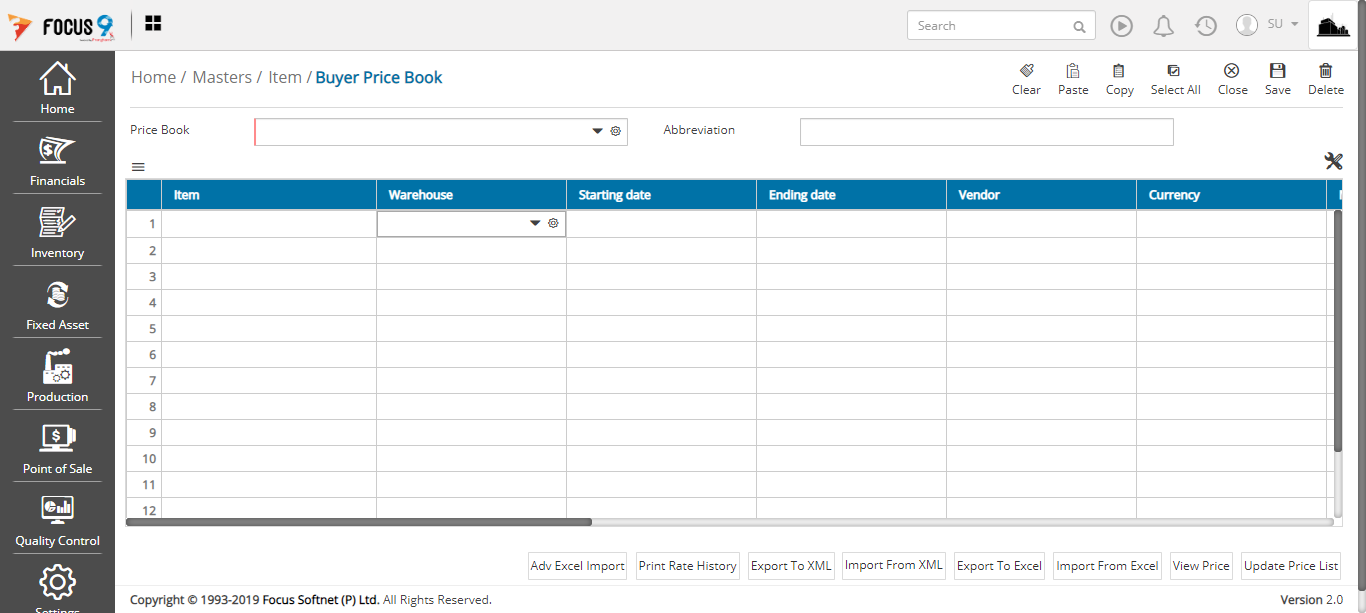 FOCUS 9
Search
SU
Home
Financials
Inventory
Fixed Asset
Production
Point of Sale
Quality Control
Settings
Home / Masters / Item / Buyer Price Book
Clear Paste Copy Select All Close Save Delete
Price Book
Abbreviation
Item Warehouse Starting date Ending date Vendor Currency
1
2
3
4
5
6
7
8
9
10
11
12
Adv Excel Import Print Rate History Export To XML Import From XML Export To Excel Import From Excel View Price Update Price List
Copyright © 1993-2019 Focus Softnet (P) Ltd. All Rights Reserved.
Version 2.0